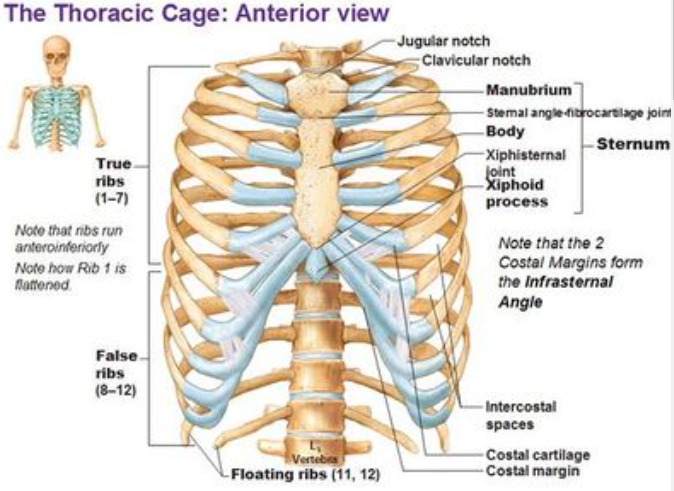 The Thoracic Cage: Anterior view
Jugular notch
Clavicular notch
Manubrium
Sternal angle-fibrocartilage joint
Body
Sternum
Xiphisternal
joint
Xiphoid
process
True
ribs
(1–7)
Note that ribs run
anteroinferiorly
Note how Rib 1 is
flattened.
Note that the 2
Costal Margins form
the Infrasternal
Angle
False
ribs
(8–12)
Intercostal
spaces
L₁
Vertebra
Costal cartilage
Floating ribs (11, 12)
Costal margin